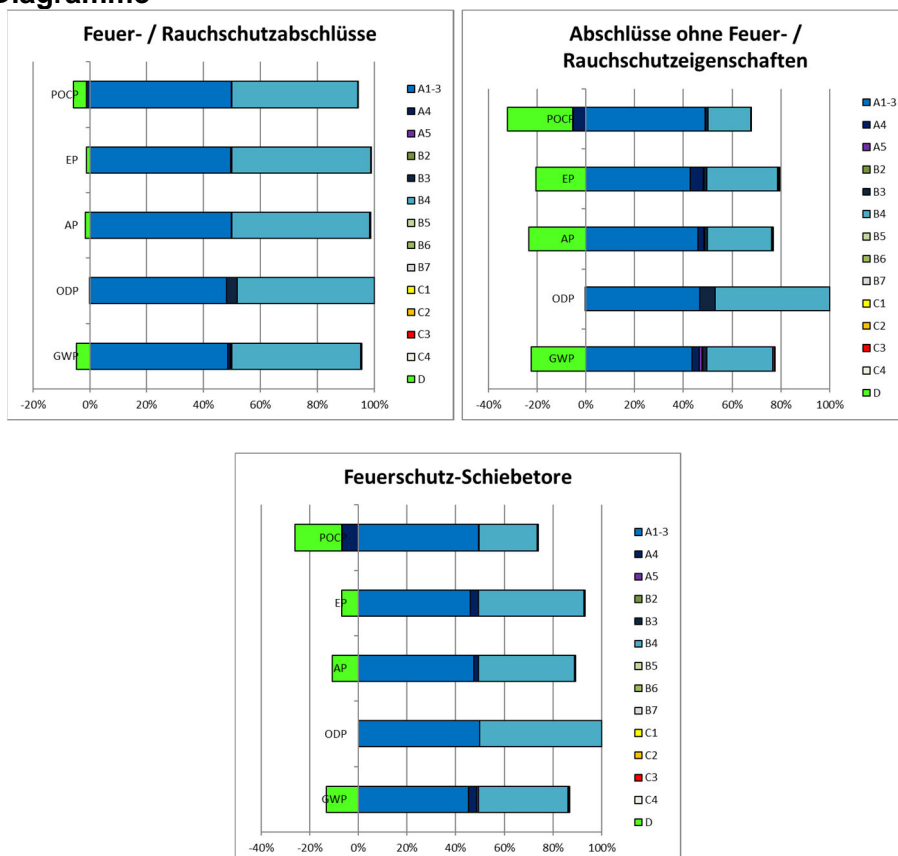 Diagramme
Feuer- / Rauchschutzabschlüsse
-20% 0% 20% 40% 60% 80% 100%
POCP
EP
AP
ODP
GWP
A1-3
A4
A5
B2
B3
B4
B5
B6
B7
C1
C2
C3
C4
D
Abschlüsse ohne Feuer- /
Rauchschutzeigenschaften
POCP
EP
AP
ODP
GWP
-40% -20% 0% 20% 40% 60% 80% 100%
A1-3
A4
A5
B2
B3
B4
B5
B6
B7
C1
C2
C3
C4
D
Feuerschutz-Schiebetore
POCP
EP
AP
ODP
GWP
-40% -20% 0% 20% 40% 60% 80% 100%
A1-3
A4
A5
B2
B3
B4
B5
B6
B7
C1
C2
C3
C4
D